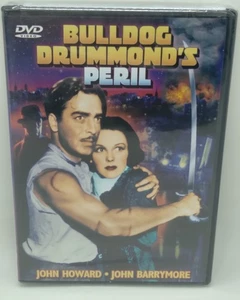 DVD
VIDEO
BULLDOG
DRUMMOND'S
PERIL
JOHN HOWARD • JOHN BARRYMORE